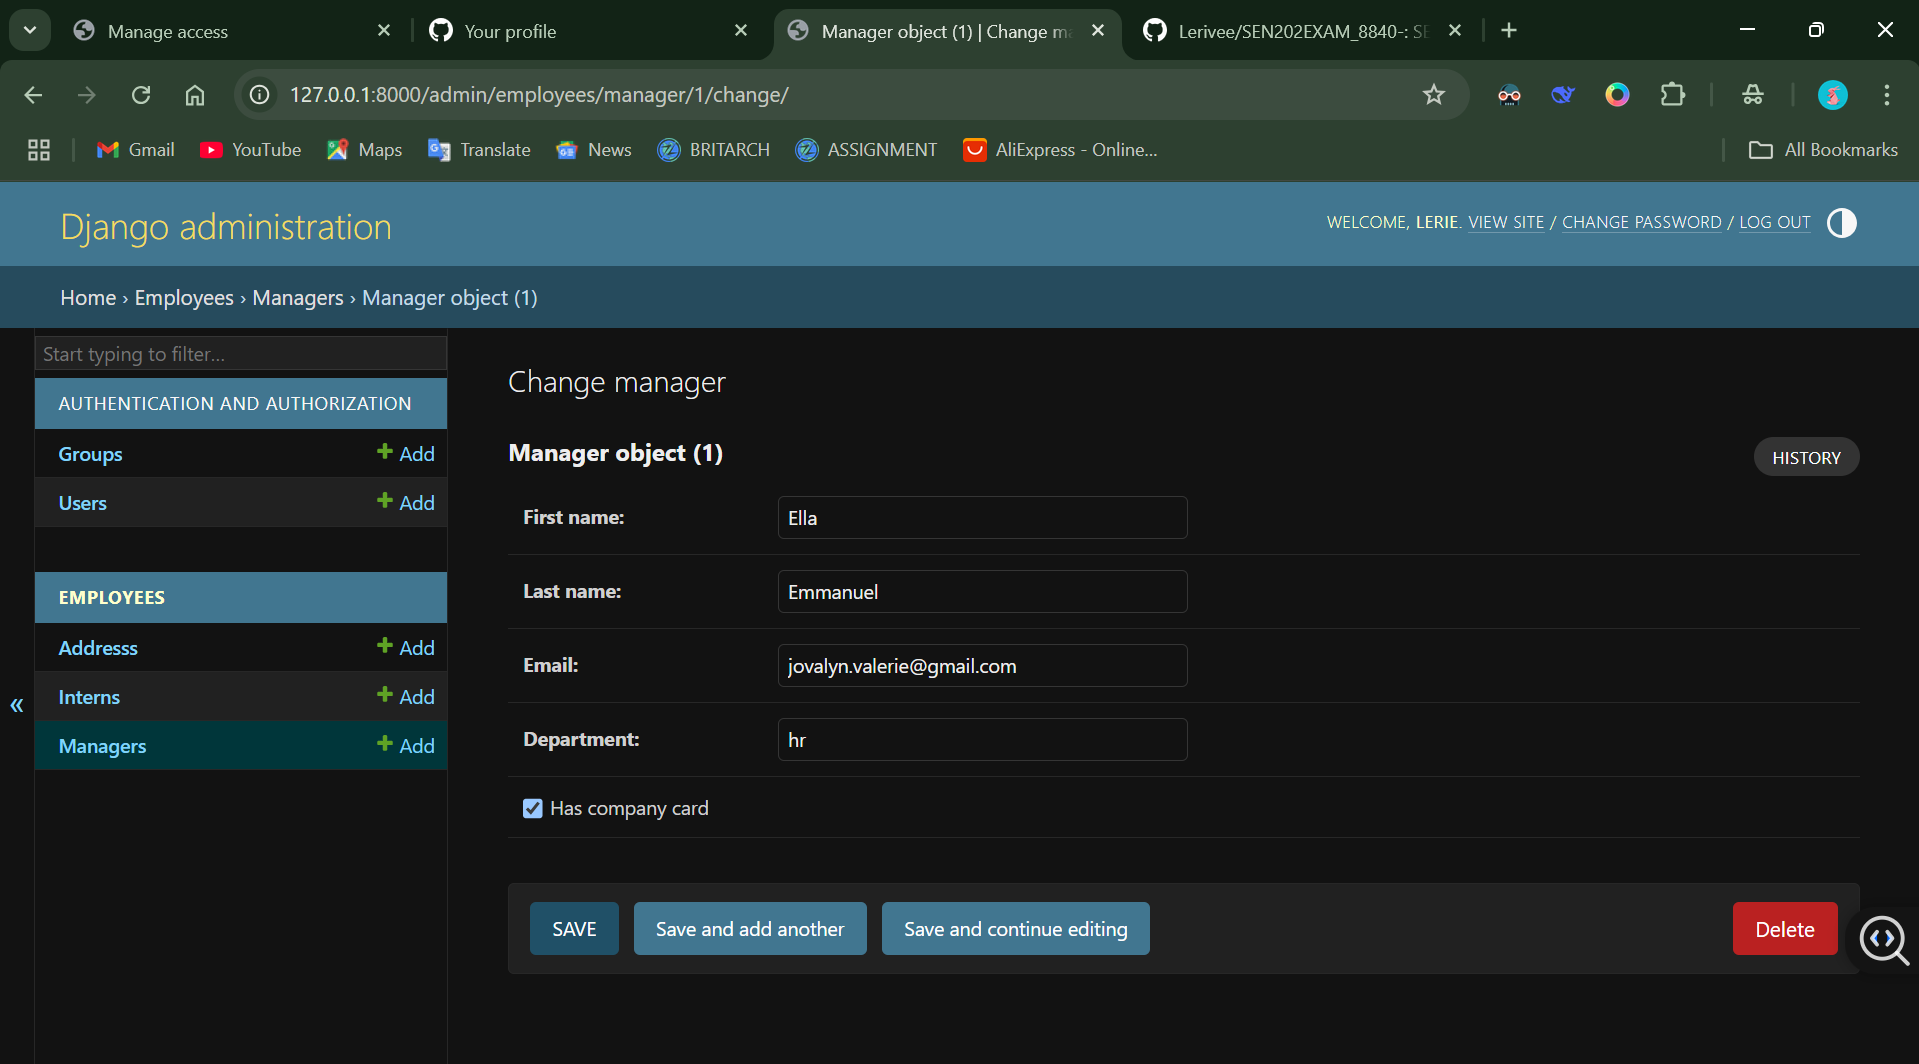 Manage access
Your profile
Manager object (1) | Change ma
Lerivee/SEN202EXAM_8840-: SE
127.0.0.1:8000/admin/employees/manager/1/change/
Gmail
YouTube
Maps
Translate
News
BRITARCH
ASSIGNMENT
AliExpress - Online...
All Bookmarks
Django administration
WELCOME, LERIE. VIEW SITE / CHANGE PASSWORD / LOG OUT
Home › Employees › Managers › Manager object (1)
Start typing to filter...
AUTHENTICATION AND AUTHORIZATION
Groups + Add
Users + Add
EMPLOYEES
Addresss + Add
Interns + Add
Managers + Add
«
Change manager
Manager object (1)
HISTORY
First name: Ella
Last name: Emmanuel
Email: jovalyn.valerie@gmail.com
Department: hr
Has company card
SAVE
Save and add another
Save and continue editing
Delete